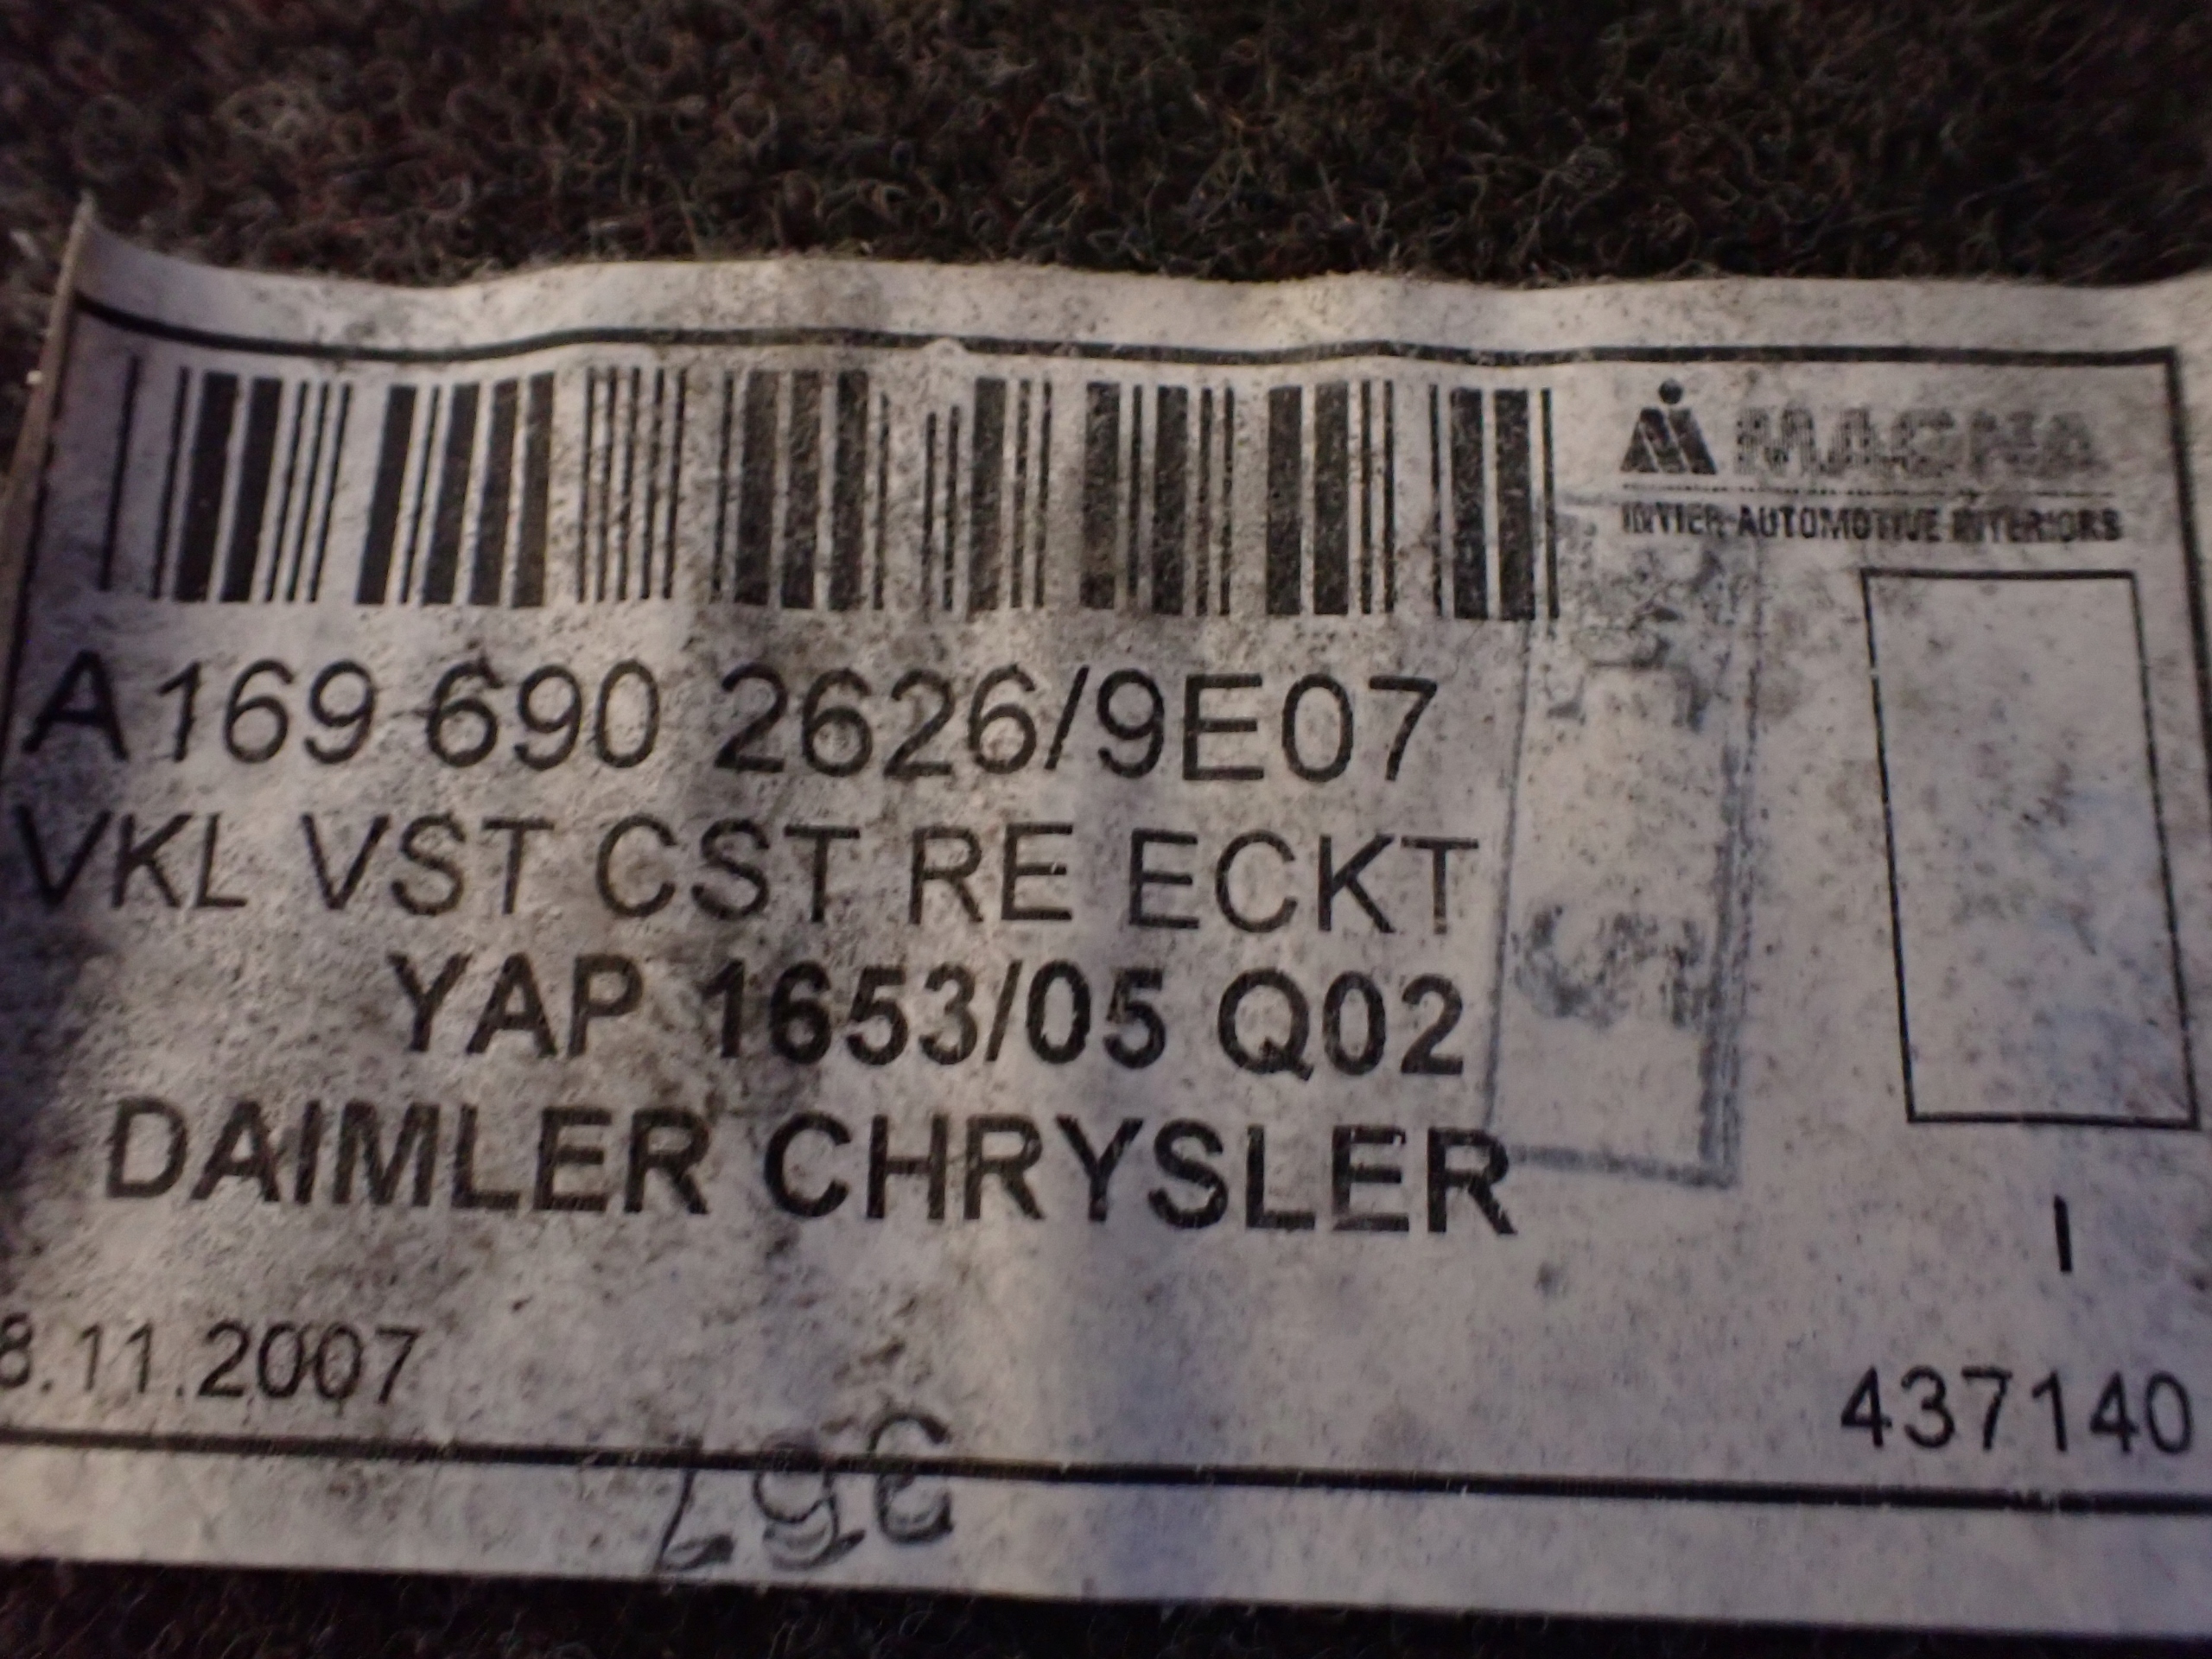 MAGNA
INTIER AUTOMOTIVE INTERIORS
A 169 690 2626/9E07
VKL VST CST RE ECKT
YAP 1653/05 Q02
DAIMLER CHRYSLER
I
8.11.2007
437140